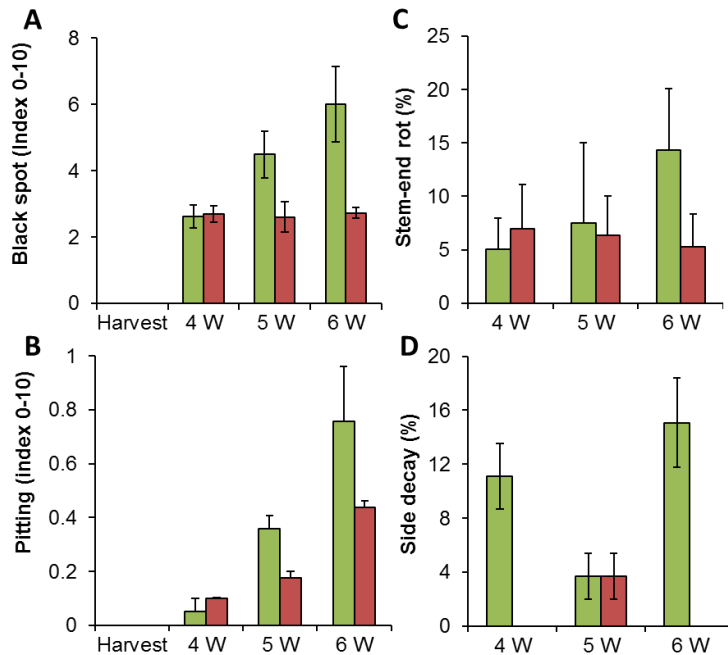 A
Black spot (Index 0-10)
8
6
4
2
0
Harvest 4 W 5 W 6 W
B
Pitting (index 0-10)
1
0.8
0.6
0.4
0.2
0
Harvest 4 W 5 W 6 W
C
Stem-end rot (%)
25
20
15
10
5
0
4 W 5 W 6 W
D
Side decay (%)
20
16
12
8
4
0
4 W 5 W 6 W